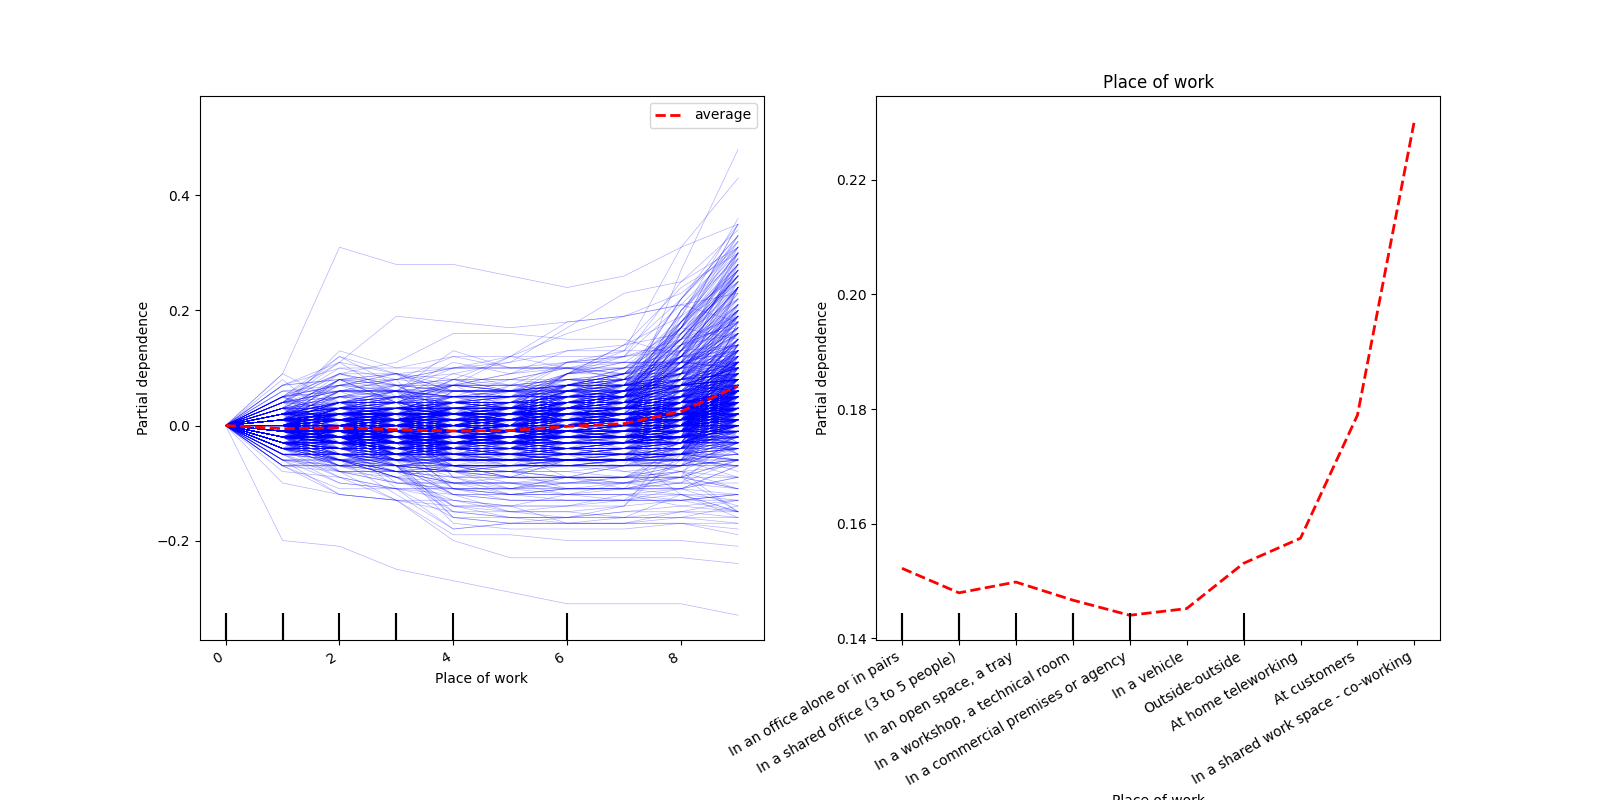 average
0.4
0.2
0.0
−0.2
Partial dependence
0
2
4
6
8
Place of work
Place of work
0.22
0.20
0.18
0.16
0.14
Partial dependence
In an office alone or in pairs
In a shared office (3 to 5 people)
In an open space, a tray
In a workshop, a technical room
In a commercial premises or agency
In a vehicle
Outside-outside
At home teleworking
At customers
In a shared work space - co-working
Place of work